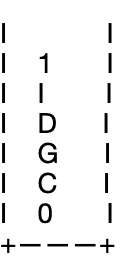 |       |
|   1   |
|   I   |
|   D   |
|   G   |
|   C   |
|   0   |
+———+